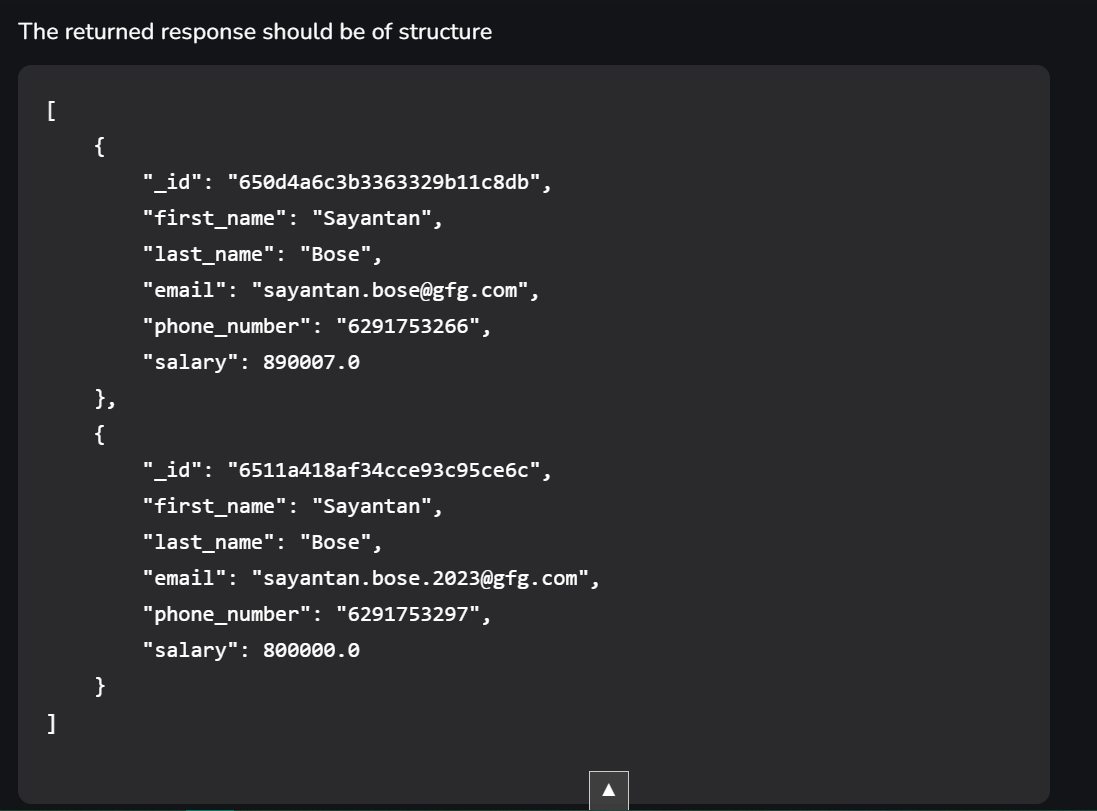 The returned response should be of structure
[
{
"_id": "650d4a6c3b3363329b11c8db",
"first_name": "Sayantan",
"last_name": "Bose",
"email": "sayantan.bose@gfg.com",
"phone_number": "6291753266",
"salary": 890007.0
},
{
"_id": "6511a418af34cce93c95ce6c",
"first_name": "Sayantan",
"last_name": "Bose",
"email": "sayantan.bose.2023@gfg.com",
"phone_number": "6291753297",
"salary": 800000.0
}
]